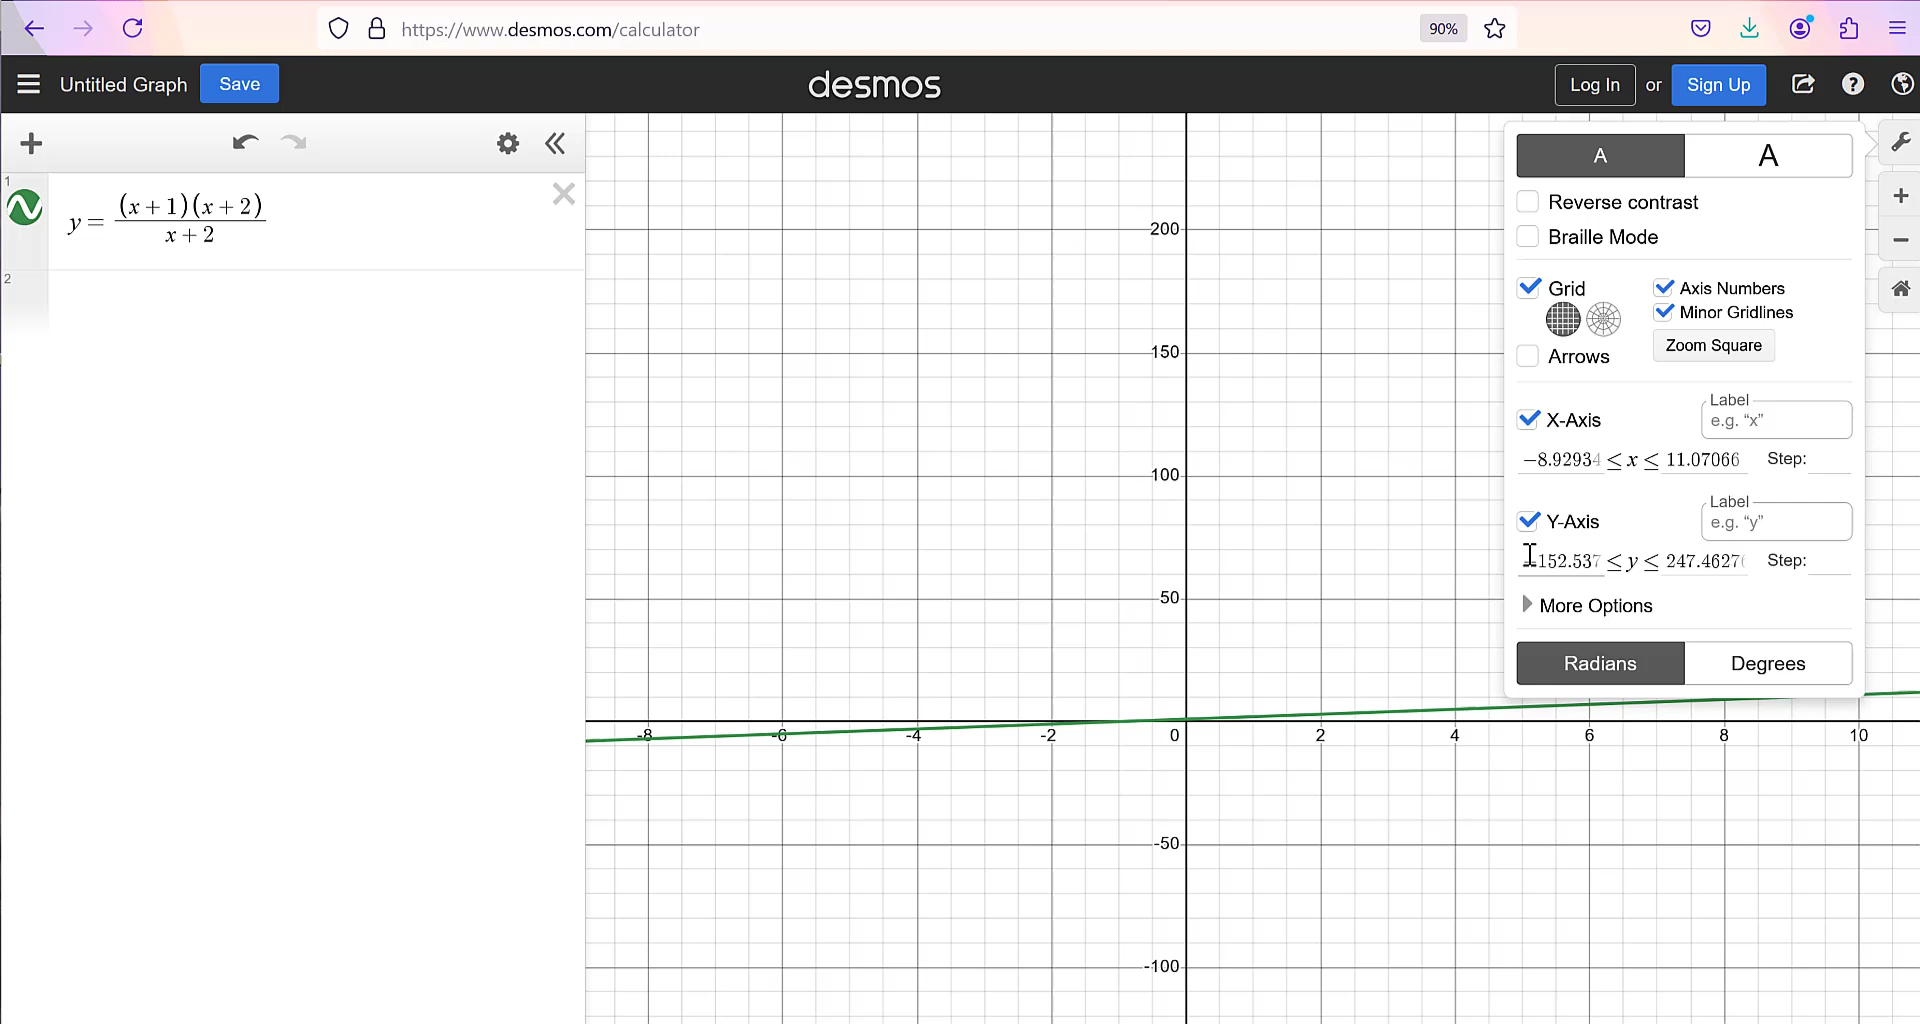 https://www.desmos.com/calculator
90%
Untitled Graph
Save
desmos
Log In
or
Sign Up
1
y = (x+1)(x+2) / x+2
2
A
A
Reverse contrast
Braille Mode
Grid
Axis Numbers
Minor Gridlines
Zoom Square
Arrows
X-Axis
Label
e.g. “x”
−8.92934 ≤ x ≤ 11.07066
Step:
Y-Axis
Label
e.g. “y”
152.537 ≤ y ≤ 247.4627
Step:
More Options
Radians
Degrees
200
150
100
50
-8
-6
-4
-2
0
2
4
6
8
10
-50
-100